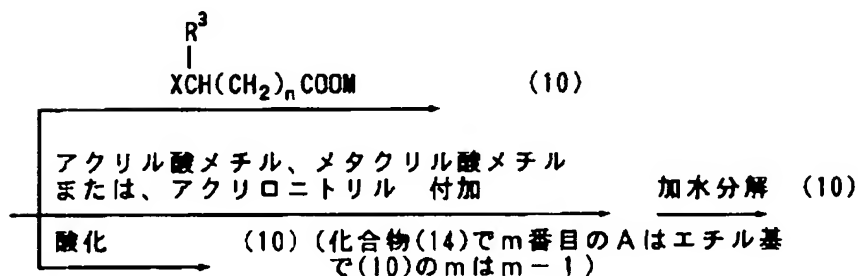 R³
XCH(CH₂)ₙCOOM (10)
アクリル酸メチル、メタクリル酸メチル
または、アクリロニトリル 付加 加水分解 (10)
酸化 (10) (化合物(14)でm番目のAはエチル基
で(10)のmはm-1)